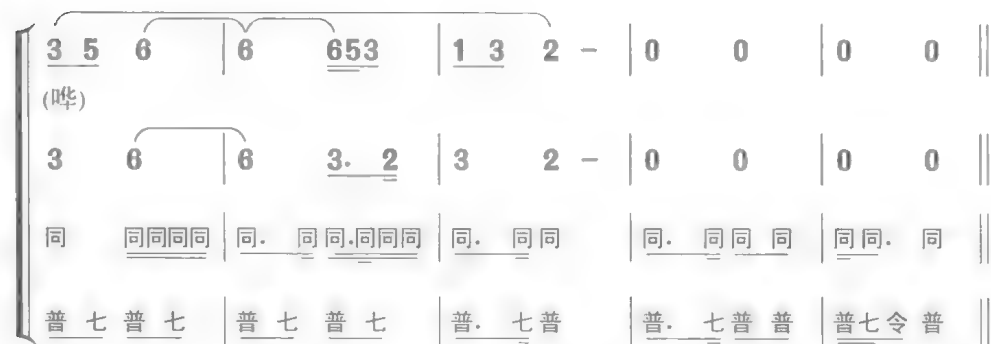 3 5 6 | 6 653 | 1 3 2 – | 0 0 | 0 0 ‖
(哗)
3 6 | 6 3· 2 | 3 2 – | 0 0 | 0 0 ‖
同 同同同同 | 同· 同同·同同同 | 同· 同同 | 同· 同同 同 | 同同· 同 ‖
普 七 普 七 | 普 七 普 七 | 普· 七普 | 普· 七普 普 | 普七令 普 ‖